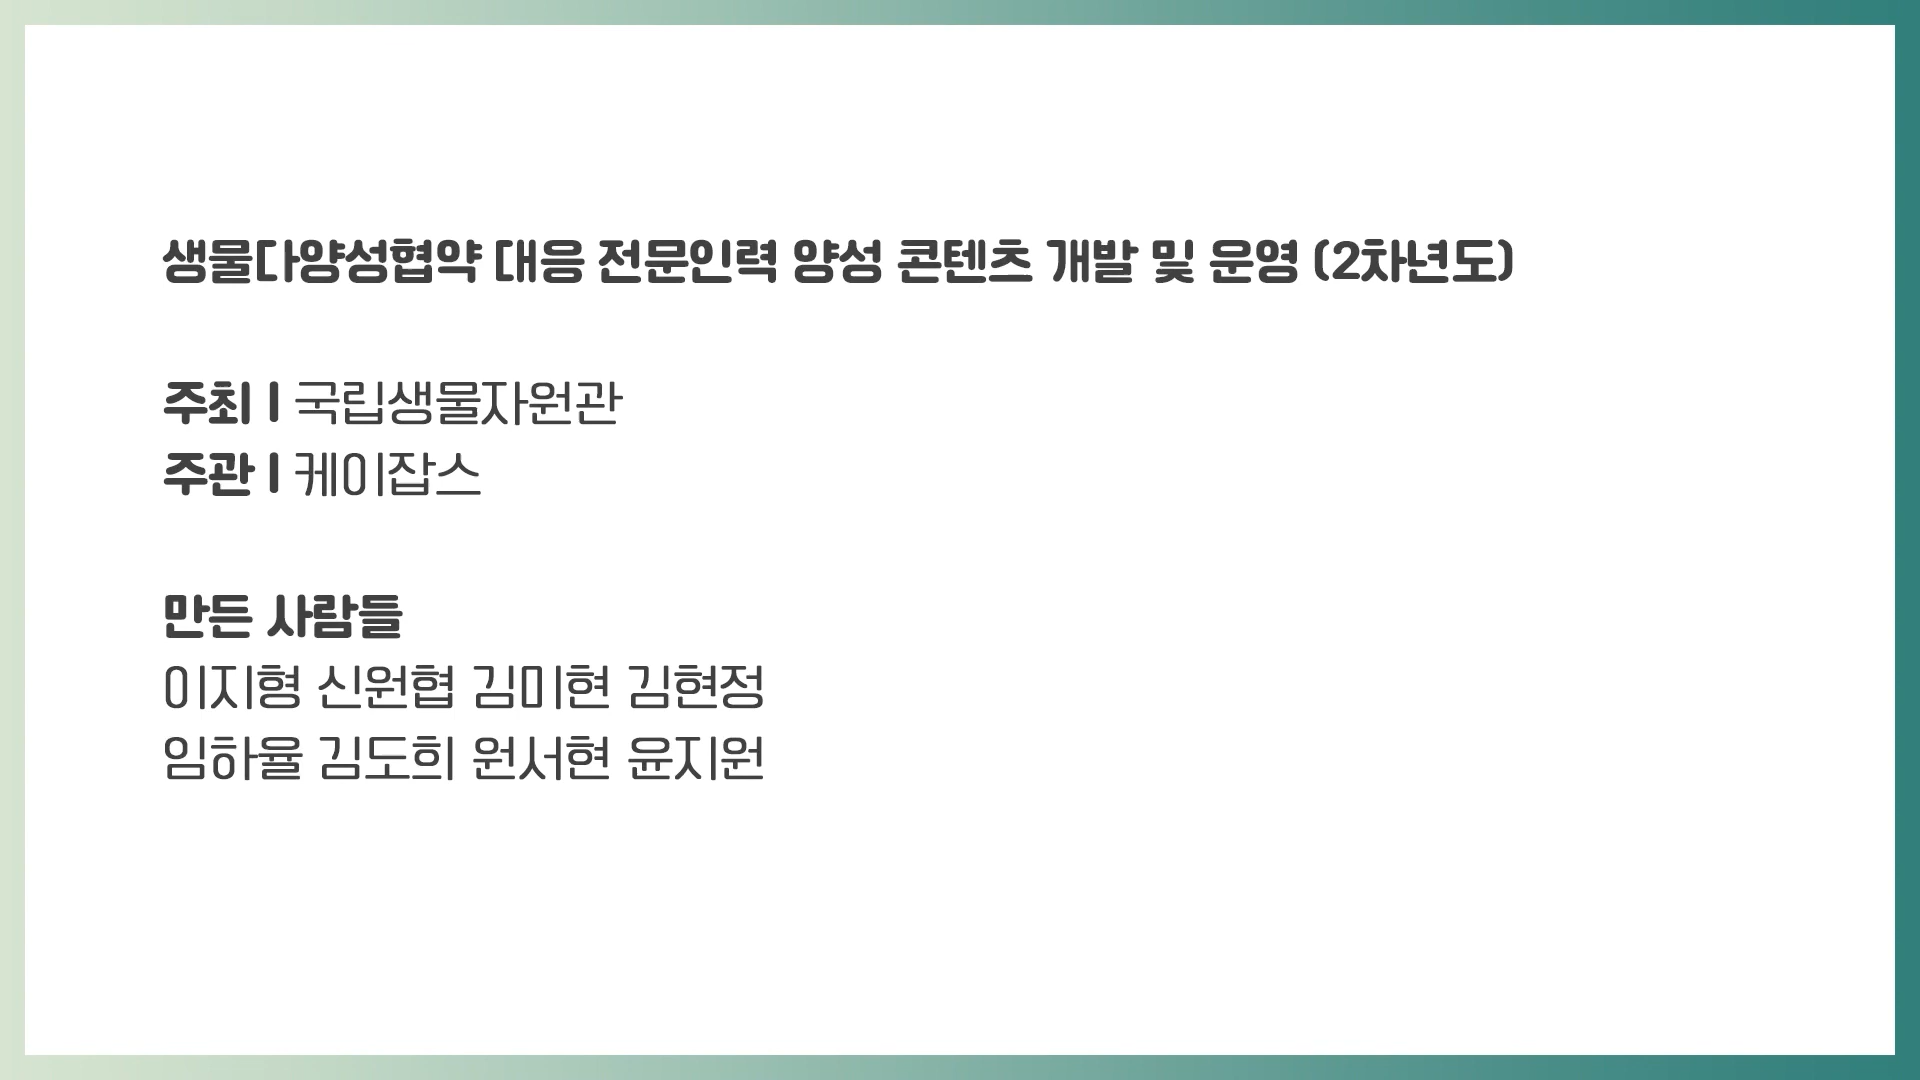 생물다양성협약 대응 전문인력 양성 콘텐츠 개발 및 운영 (2차년도)
주최 | 국립생물자원관
주관 | 케이잡스
만든 사람들
이지형 신원협 김미현 김현정
임하율 김도희 원서현 윤지원